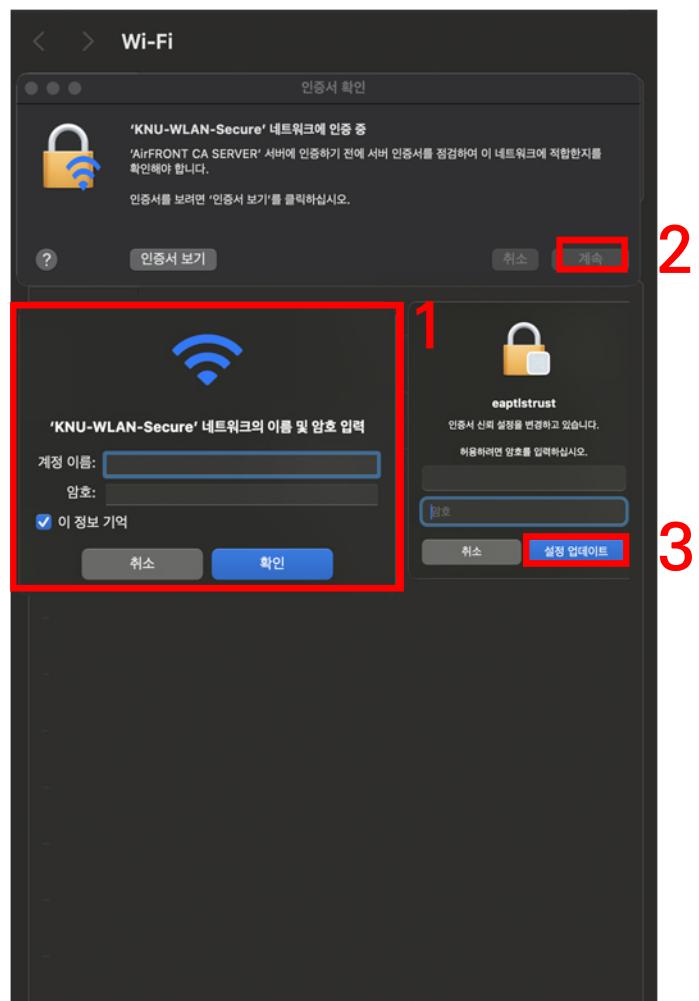 Wi-Fi
인증서 확인
‘KNU-WLAN-Secure’ 네트워크에 인증 중
‘AirFRONT CA SERVER’ 서버에 인증하기 전에 서버 인증서를 점검하여 이 네트워크에 적합한지를
확인해야 합니다.
인증서를 보려면 ‘인증서 보기’를 클릭하십시오.
?
인증서 보기
취소
계속
2
1
‘KNU-WLAN-Secure’ 네트워크의 이름 및 암호 입력
계정 이름:
암호:
이 정보 기억
취소
확인
eaptlstrust
인증서 신뢰 설정을 변경하고 있습니다.
허용하려면 암호를 입력하십시오.
암호
취소
설정 업데이트
3